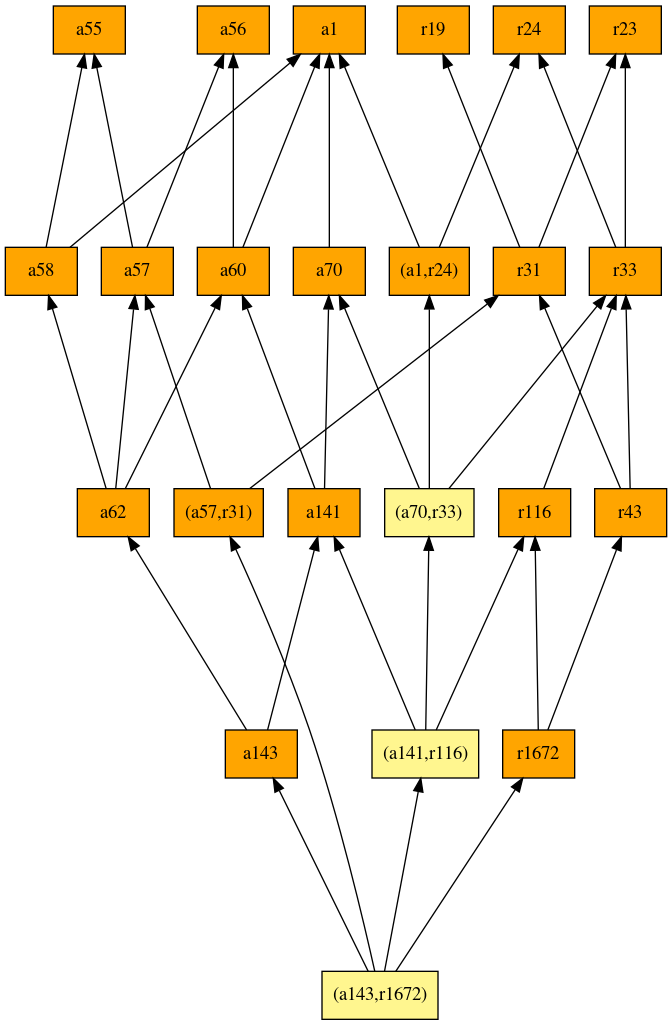 a55
a56
a1
r19
r24
r23
a58
a57
a60
a70
(a1,r24)
r31
r33
a62
(a57,r31)
a141
(a70,r33)
r116
r43
a143
(a141,r116)
r1672
(a143,r1672)